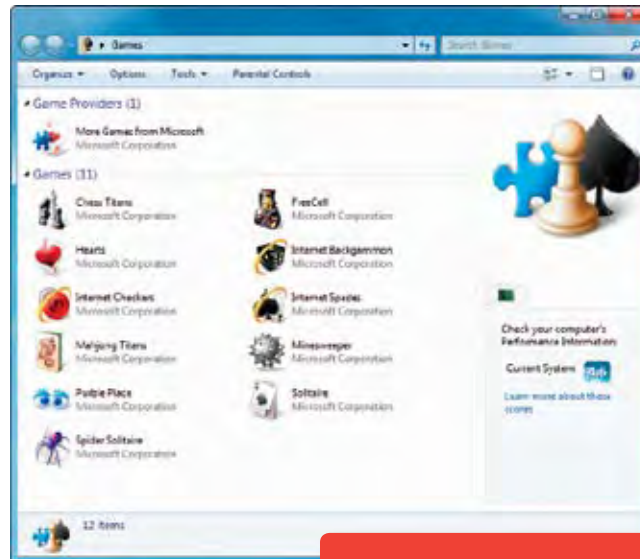 Games
Search Games
Organize Options Tools Parental Controls
Game Providers (1)
More Games from Microsoft
Microsoft Corporation
Games (11)
Chess Titans
Microsoft Corporation
FreeCell
Microsoft Corporation
Hearts
Microsoft Corporation
Internet Backgammon
Microsoft Corporation
Internet Checkers
Microsoft Corporation
Internet Spades
Microsoft Corporation
Mahjong Titans
Microsoft Corporation
Minesweeper
Microsoft Corporation
Purble Place
Microsoft Corporation
Solitaire
Microsoft Corporation
Spider Solitaire
Microsoft Corporation
Check your computer's
Performance Information:
Current System
Learn more about these
scores
12 items